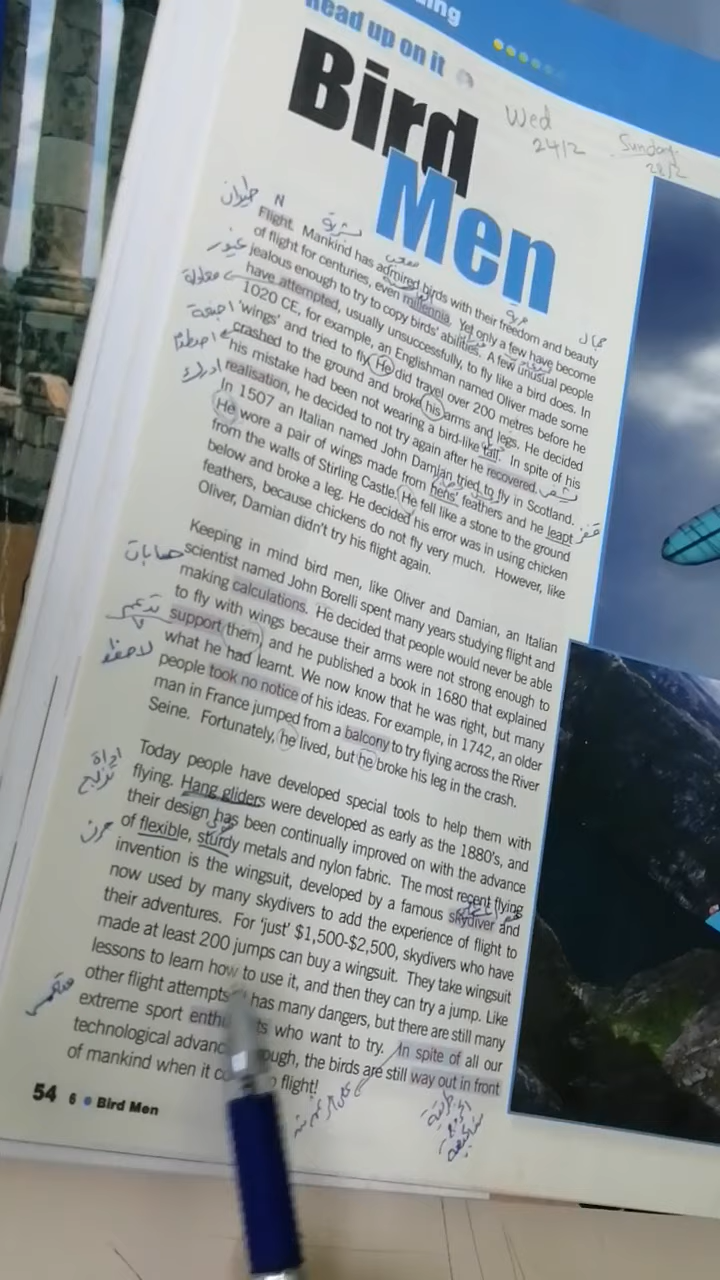 Read up on it
Bird
Men
Wed
24/2
Sunday
28/2
Flight. Mankind has admired birds with their freedom and beauty
of flight for centuries, even millennia. Yet only a few have become
jealous enough to try to copy birds' abilities. A few unusual people
have attempted, usually unsuccessfully, to fly like a bird does. In
1020 CE, for example, an Englishman named Oliver made some
'wings' and tried to fly. He did travel over 200 metres before he
crashed to the ground and broke his arms and legs. He decided
his mistake had been not wearing a bird-like tail. In spite of his
realisation, he decided to not try again after he recovered.
In 1507 an Italian named John Damian tried to fly in Scotland.
He wore a pair of wings made from hens' feathers and he leapt
from the walls of Stirling Castle. He fell like a stone to the ground
below and broke a leg. He decided his error was in using chicken
feathers, because chickens do not fly very much. However, like
Oliver, Damian didn't try his flight again.
Keeping in mind bird men, like Oliver and Damian, an Italian
scientist named John Borelli spent many years studying flight and
making calculations. He decided that people would never be able
to fly with wings because their arms were not strong enough to
support them, and he published a book in 1680 that explained
what he had learnt. We now know that he was right, but many
people took no notice of his ideas. For example, in 1742, an older
man in France jumped from a balcony to try flying across the River
Seine. Fortunately, he lived, but he broke his leg in the crash.
Today people have developed special tools to help them with
flying. Hang gliders were developed as early as the 1880's, and
their design has been continually improved on with the advance
of flexible, sturdy metals and nylon fabric. The most recent flying
invention is the wingsuit, developed by a famous skydiver and
now used by many skydivers to add the experience of flight to
their adventures. For 'just' $1,500-$2,500, skydivers who have
made at least 200 jumps can buy a wingsuit. They take wingsuit
lessons to learn how to use it, and then they can try a jump. Like
other flight attempts has many dangers, but there are still many
extreme sport who want to try. In spite of all our
technological the birds are still way out in front
of mankind when it flight!
54 6 Bird Men
حيوان
N
بشرية
غيور
حرية
جمال
محاولة
ادرك
قفز
حسابات
تدعم
لاحظ
مرن